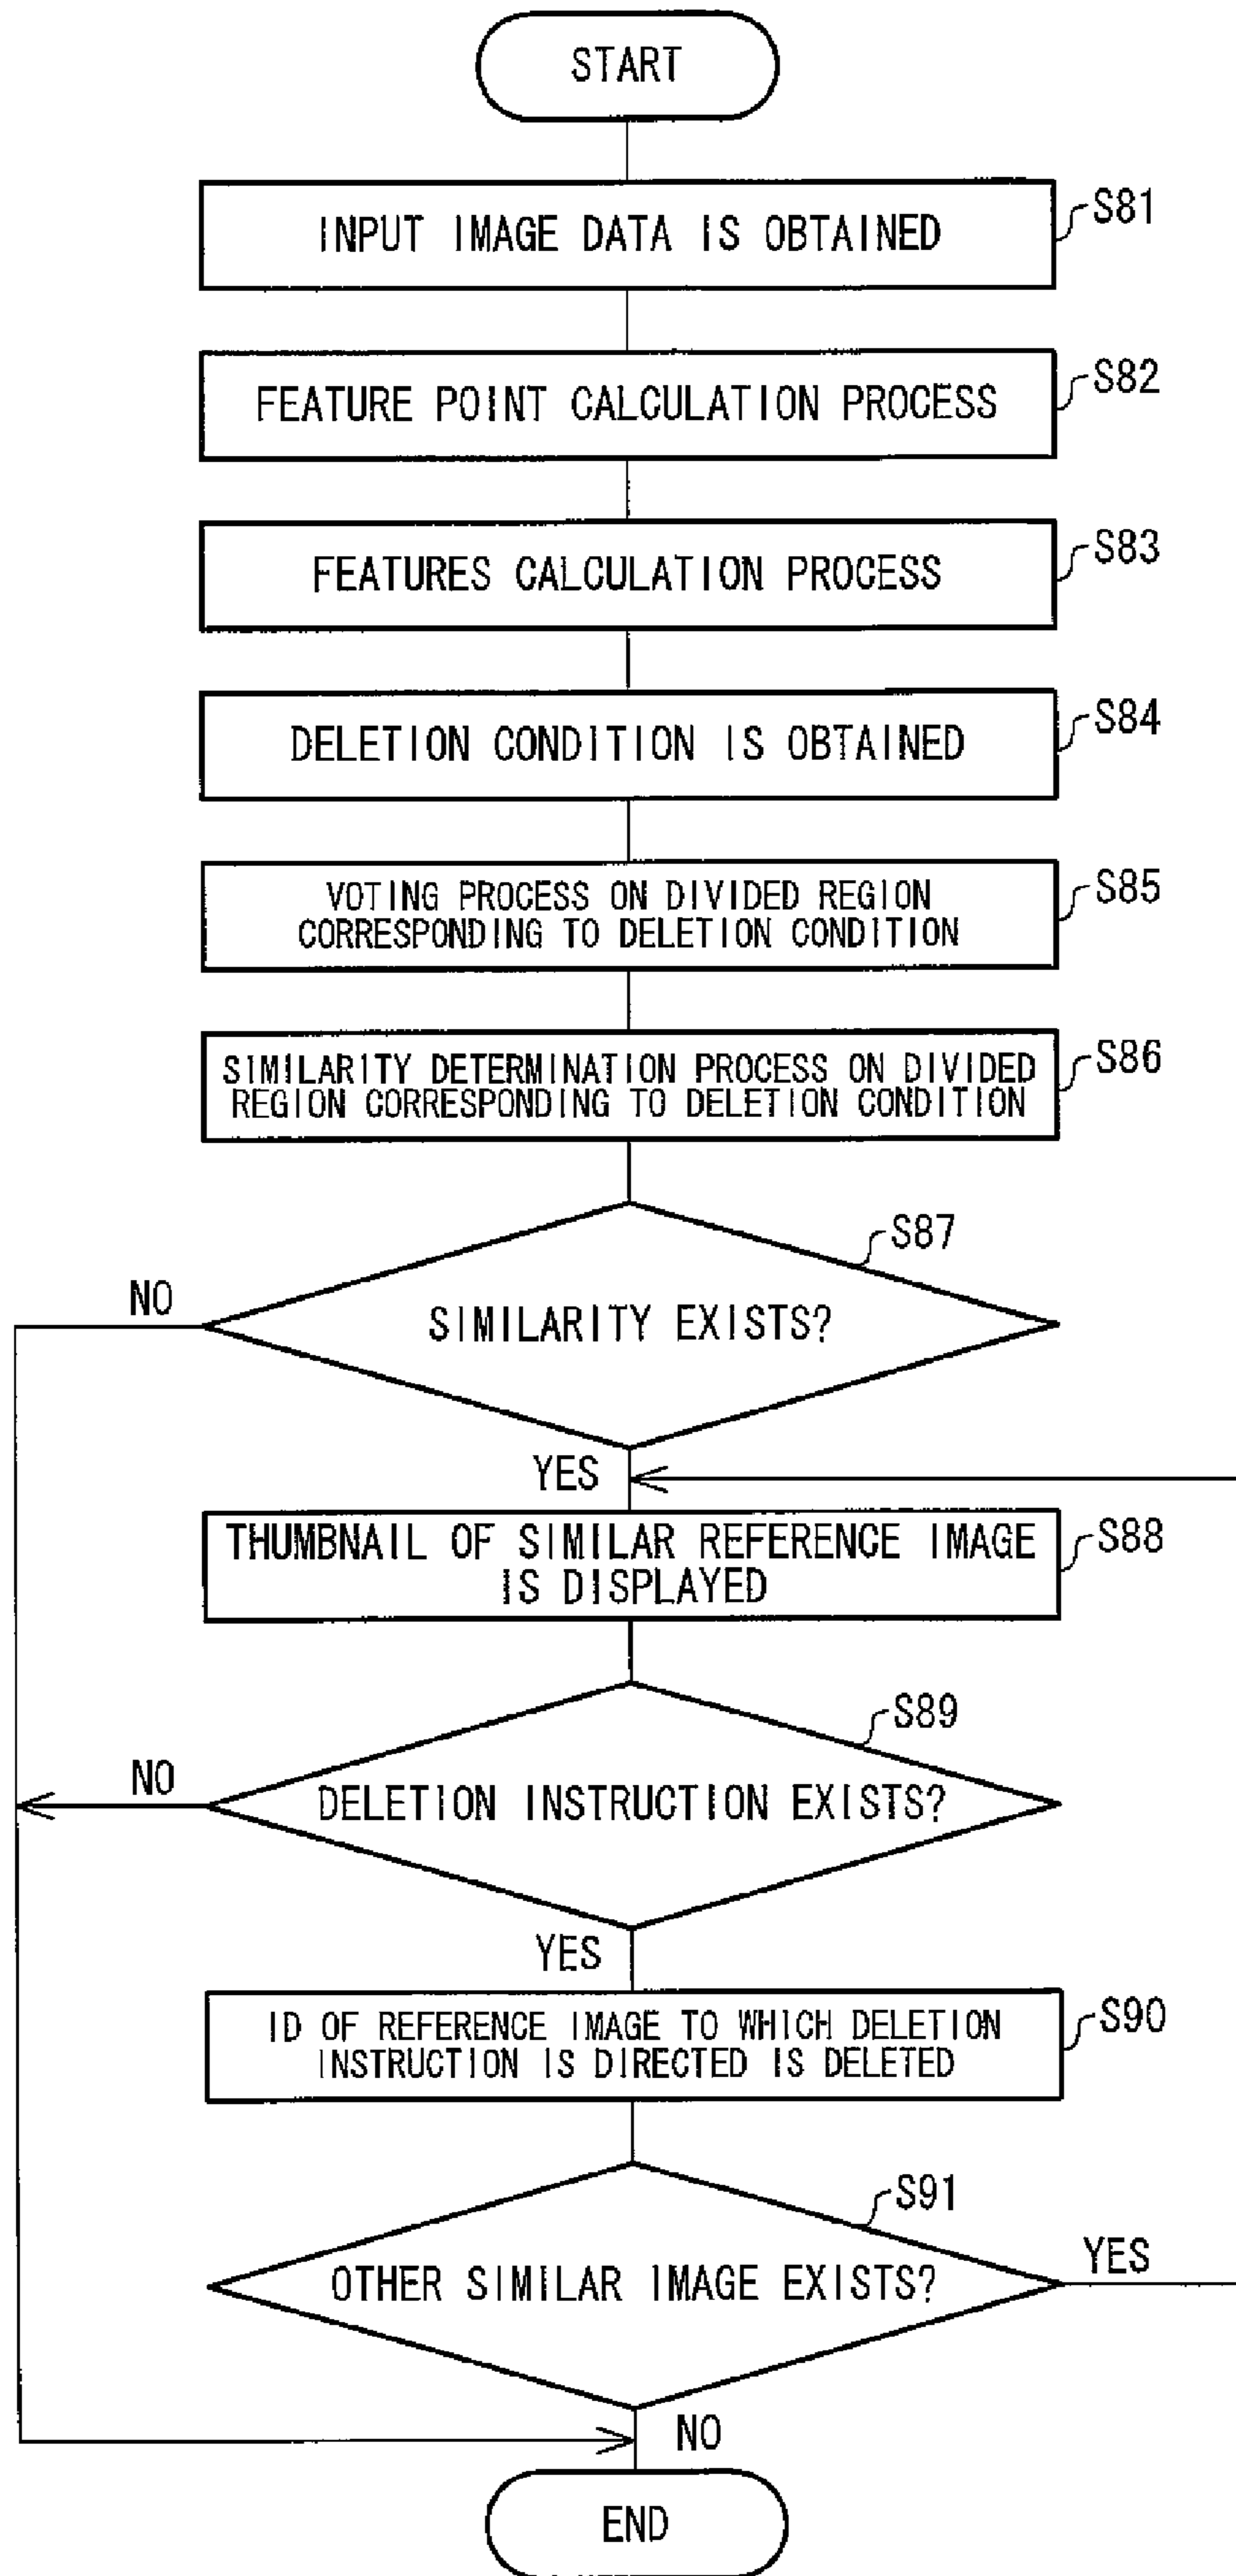 START
INPUT IMAGE DATA IS OBTAINED
S81
FEATURE POINT CALCULATION PROCESS
S82
FEATURES CALCULATION PROCESS
S83
DELETION CONDITION IS OBTAINED
S84
VOTING PROCESS ON DIVIDED REGION
CORRESPONDING TO DELETION CONDITION
S85
SIMILARITY DETERMINATION PROCESS ON DIVIDED
REGION CORRESPONDING TO DELETION CONDITION
S86
S87
NO
SIMILARITY EXISTS?
YES
THUMBNAIL OF SIMILAR REFERENCE IMAGE
IS DISPLAYED
S88
S89
NO
DELETION INSTRUCTION EXISTS?
YES
ID OF REFERENCE IMAGE TO WHICH DELETION
INSTRUCTION IS DIRECTED IS DELETED
S90
S91
OTHER SIMILAR IMAGE EXISTS?
YES
NO
END